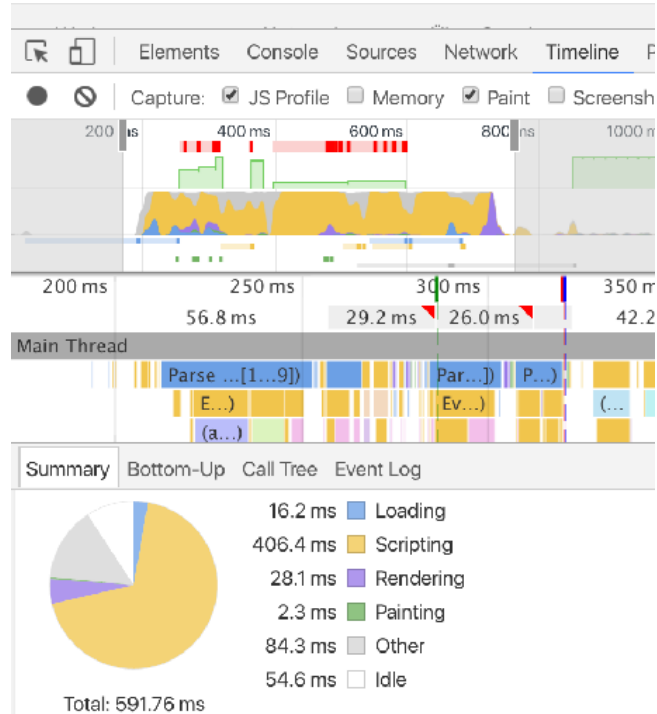 Elements Console Sources Network Timeline P
Capture: JS Profile Memory Paint Screensh
200 ms 400 ms 600 ms 800 ms 1000 m
200 ms 250 ms 300 ms 350 m
56.8 ms 29.2 ms 26.0 ms 42.2
Main Thread
Parse ...[1...9]) Par...]) P...)
E...) Ev...) (...
(a...)
Summary Bottom-Up Call Tree Event Log
16.2 ms Loading
406.4 ms Scripting
28.1 ms Rendering
2.3 ms Painting
84.3 ms Other
54.6 ms Idle
Total: 591.76 ms